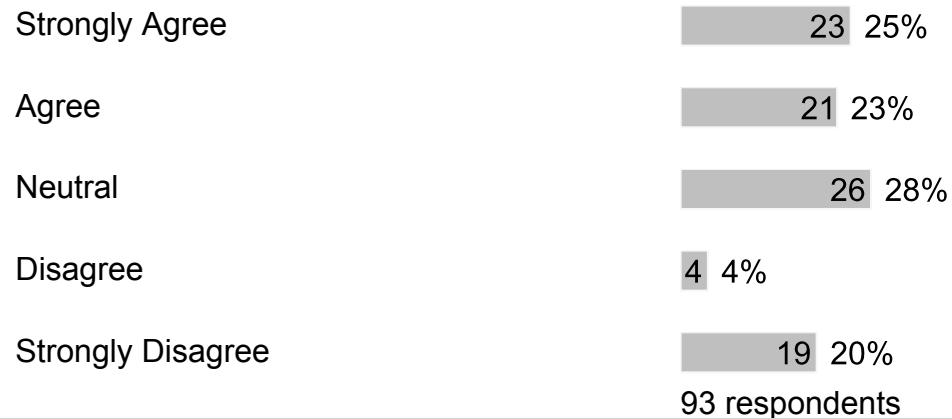 Strongly Agree 23 25%
Agree 21 23%
Neutral 26 28%
Disagree 4 4%
Strongly Disagree 19 20%
93 respondents